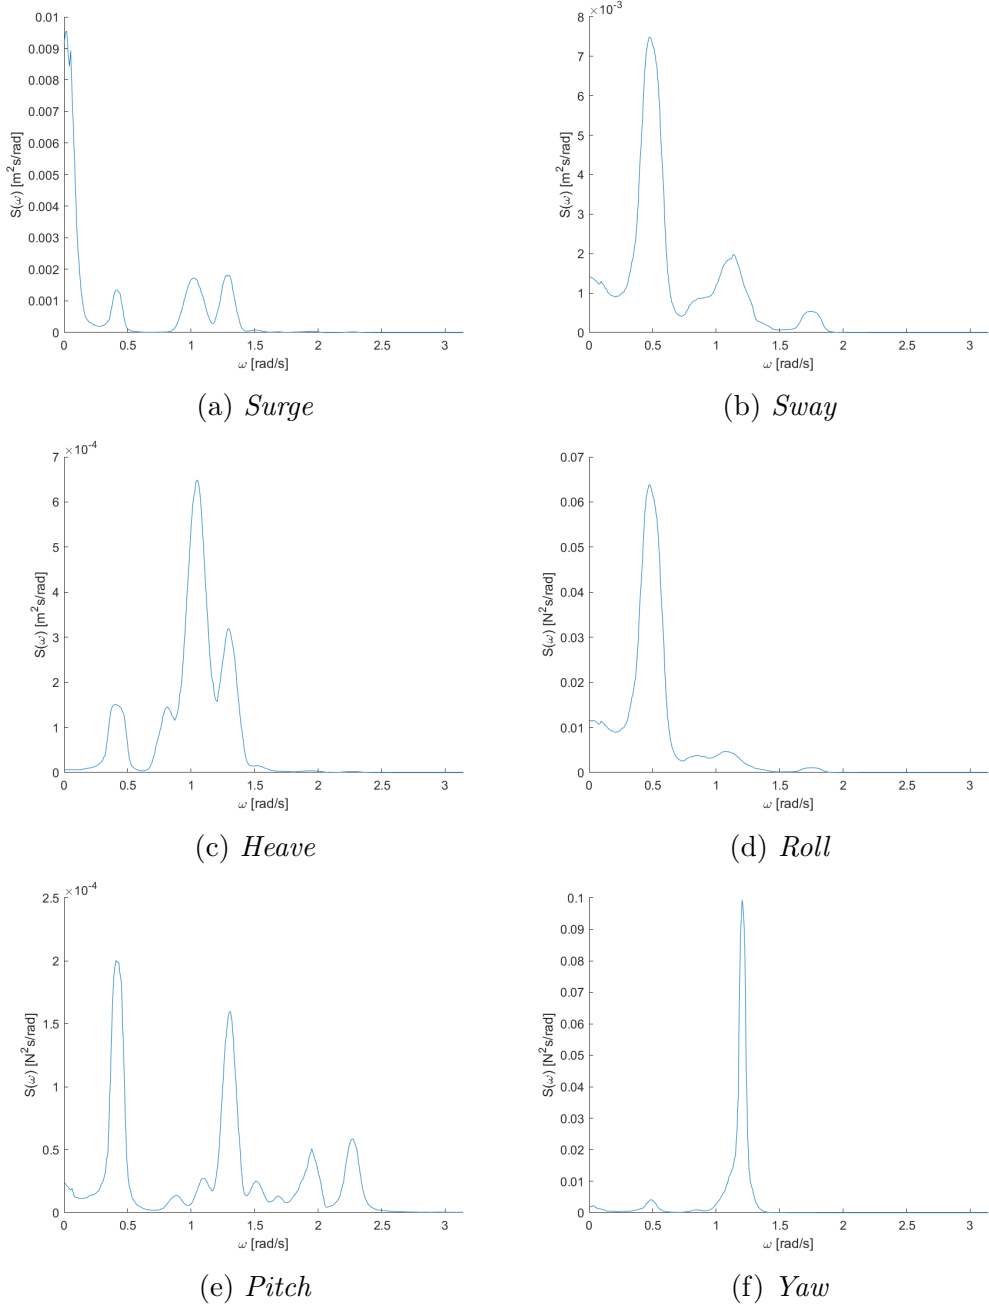 0.01
0.009
0.008
0.007
0.006
0.005
0.004
0.003
0.002
0.001
0
S(ω) [m²s/rad]
0 0.5 1 1.5 2 2.5 3
ω [rad/s]
(a) Surge
×10⁻³
8
7
6
5
4
3
2
1
0
S(ω) [m²s/rad]
0 0.5 1 1.5 2 2.5 3
ω [rad/s]
(b) Sway
×10⁻⁴
7
6
5
4
3
2
1
0
S(ω) [m²s/rad]
0 0.5 1 1.5 2 2.5 3
ω [rad/s]
(c) Heave
0.07
0.06
0.05
0.04
0.03
0.02
0.01
0
S(ω) [N²s/rad]
0 0.5 1 1.5 2 2.5 3
ω [rad/s]
(d) Roll
×10⁻⁴
2.5
2
1.5
1
0.5
0
S(ω) [N²s/rad]
0 0.5 1 1.5 2 2.5 3
ω [rad/s]
(e) Pitch
0.1
0.09
0.08
0.07
0.06
0.05
0.04
0.03
0.02
0.01
0
S(ω) [N²s/rad]
0 0.5 1 1.5 2 2.5 3
ω [rad/s]
(f) Yaw